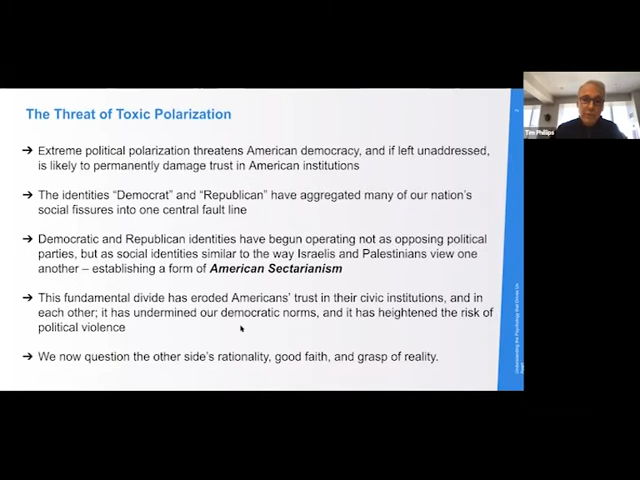 The Threat of Toxic Polarization
→ Extreme political polarization threatens American democracy, and if left unaddressed,
is likely to permanently damage trust in American institutions
→ The identities “Democrat” and “Republican” have aggregated many of our nation’s
social fissures into one central fault line
→ Democratic and Republican identities have begun operating not as opposing political
parties, but as social identities similar to the way Israelis and Palestinians view one
another – establishing a form of American Sectarianism
→ This fundamental divide has eroded Americans’ trust in their civic institutions, and in
each other; it has undermined our democratic norms, and it has heightened the risk of
political violence
→ We now question the other side’s rationality, good faith, and grasp of reality.
Tim Phillips
Understanding the Psychology that Divide Us